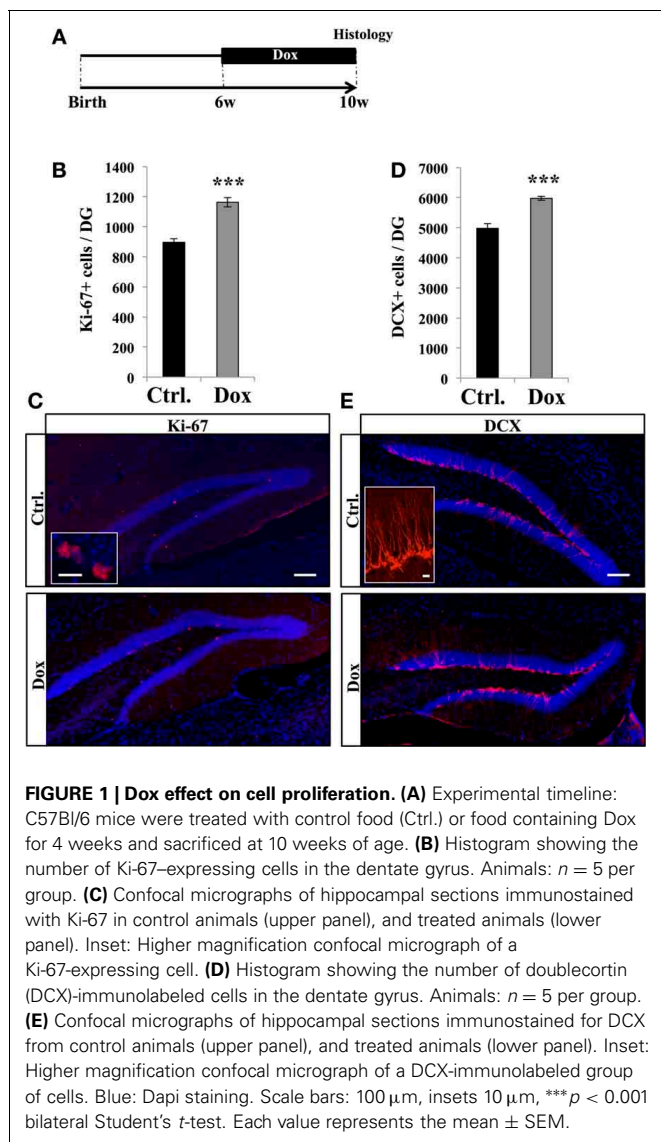 A
Histology
Dox
Birth
6w
10w
B
Ki-67+ cells / DG
1400
1200
1000
800
600
400
200
0
***
Ctrl.
Dox
D
DCX+ cells / DG
7000
6000
5000
4000
3000
2000
1000
0
***
Ctrl.
Dox
C
Ki-67
Ctrl.
Dox
E
DCX
Ctrl.
Dox
FIGURE 1 | Dox effect on cell proliferation. (A) Experimental timeline:
C57Bl/6 mice were treated with control food (Ctrl.) or food containing Dox
for 4 weeks and sacrificed at 10 weeks of age. (B) Histogram showing the
number of Ki-67–expressing cells in the dentate gyrus. Animals: n = 5 per
group. (C) Confocal micrographs of hippocampal sections immunostained
with Ki-67 in control animals (upper panel), and treated animals (lower
panel). Inset: Higher magnification confocal micrograph of a
Ki-67-expressing cell. (D) Histogram showing the number of doublecortin
(DCX)-immunolabeled cells in the dentate gyrus. Animals: n = 5 per group.
(E) Confocal micrographs of hippocampal sections immunostained for DCX
from control animals (upper panel), and treated animals (lower panel). Inset:
Higher magnification confocal micrograph of a DCX-immunolabeled group
of cells. Blue: Dapi staining. Scale bars: 100 μm, insets 10 μm, ***p < 0.001
bilateral Student's t-test. Each value represents the mean ± SEM.